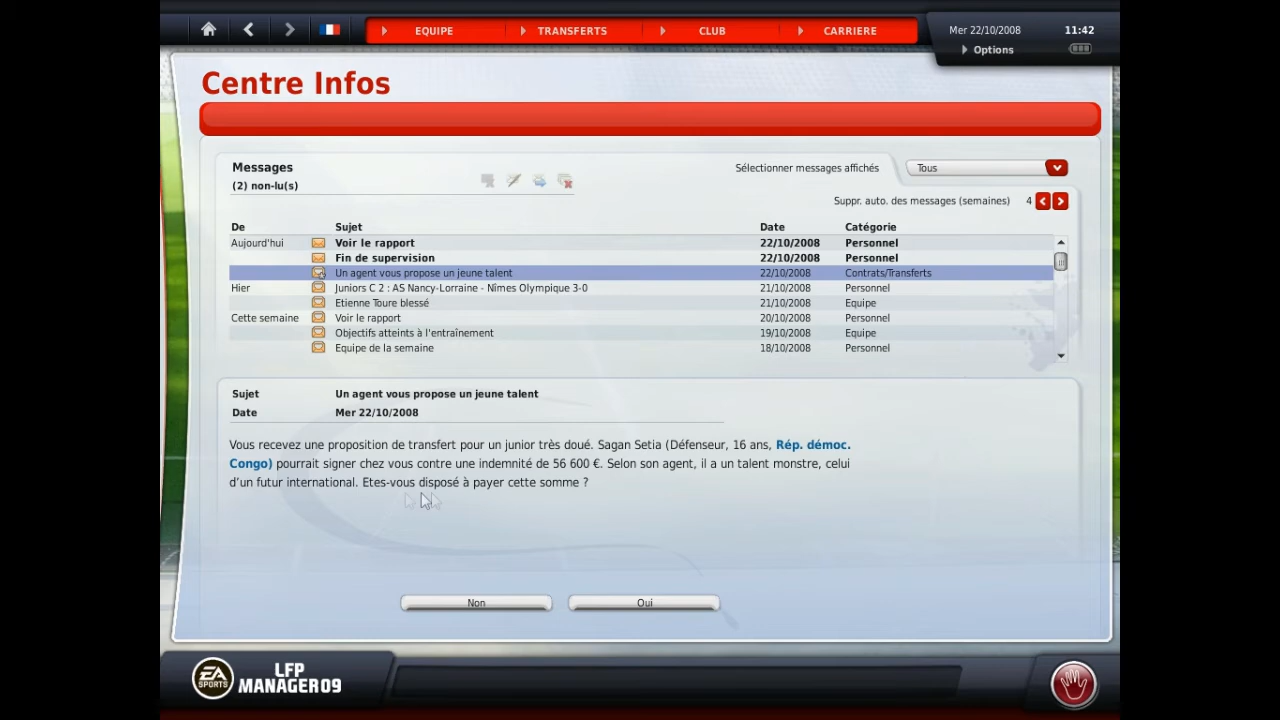 EQUIPE TRANSFERTS CLUB CARRIERE
Mer 22/10/2008 11:42
Options
Centre Infos
Messages
(2) non-lu(s)
Sélectionner messages affichés Tous
Suppr. auto. des messages (semaines) 4
De Sujet Date Catégorie
Aujourd'hui Voir le rapport 22/10/2008 Personnel
Fin de supervision 22/10/2008 Personnel
Un agent vous propose un jeune talent 22/10/2008 Contrats/Transferts
Hier Juniors C 2 : AS Nancy-Lorraine - Nîmes Olympique 3-0 21/10/2008 Personnel
Etienne Toure blessé 21/10/2008 Equipe
Cette semaine Voir le rapport 20/10/2008 Personnel
Objectifs atteints à l'entraînement 19/10/2008 Equipe
Equipe de la semaine 18/10/2008 Personnel
Sujet Un agent vous propose un jeune talent
Date Mer 22/10/2008
Vous recevez une proposition de transfert pour un junior très doué. Sagan Setia (Défenseur, 16 ans, Rép. démoc.
Congo) pourrait signer chez vous contre une indemnité de 56 600 €. Selon son agent, il a un talent monstre, celui
d'un futur international. Etes-vous disposé à payer cette somme ?
Non Oui
EA SPORTS
LFP
MANAGER09